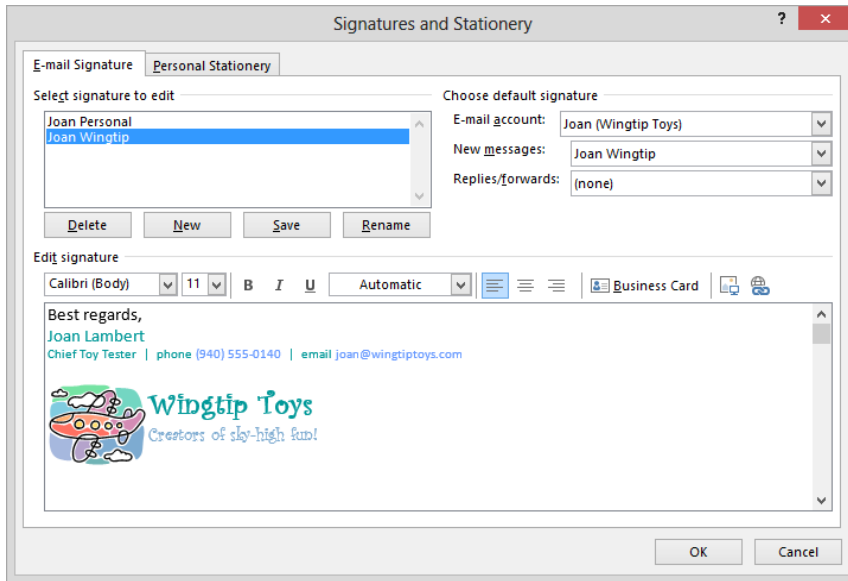 Signatures and Stationery
?
×
E-mail Signature
Personal Stationery
Select signature to edit
Joan Personal
Joan Wingtip
Delete
New
Save
Rename
Choose default signature
E-mail account: Joan (Wingtip Toys)
New messages: Joan Wingtip
Replies/forwards: (none)
Edit signature
Calibri (Body) 11 B I U Automatic Business Card
Best regards,
Joan Lambert
Chief Toy Tester | phone (940) 555-0140 | email joan@wingtiptoys.com
Wingtip Toys
Creators of sky-high fun!
OK
Cancel